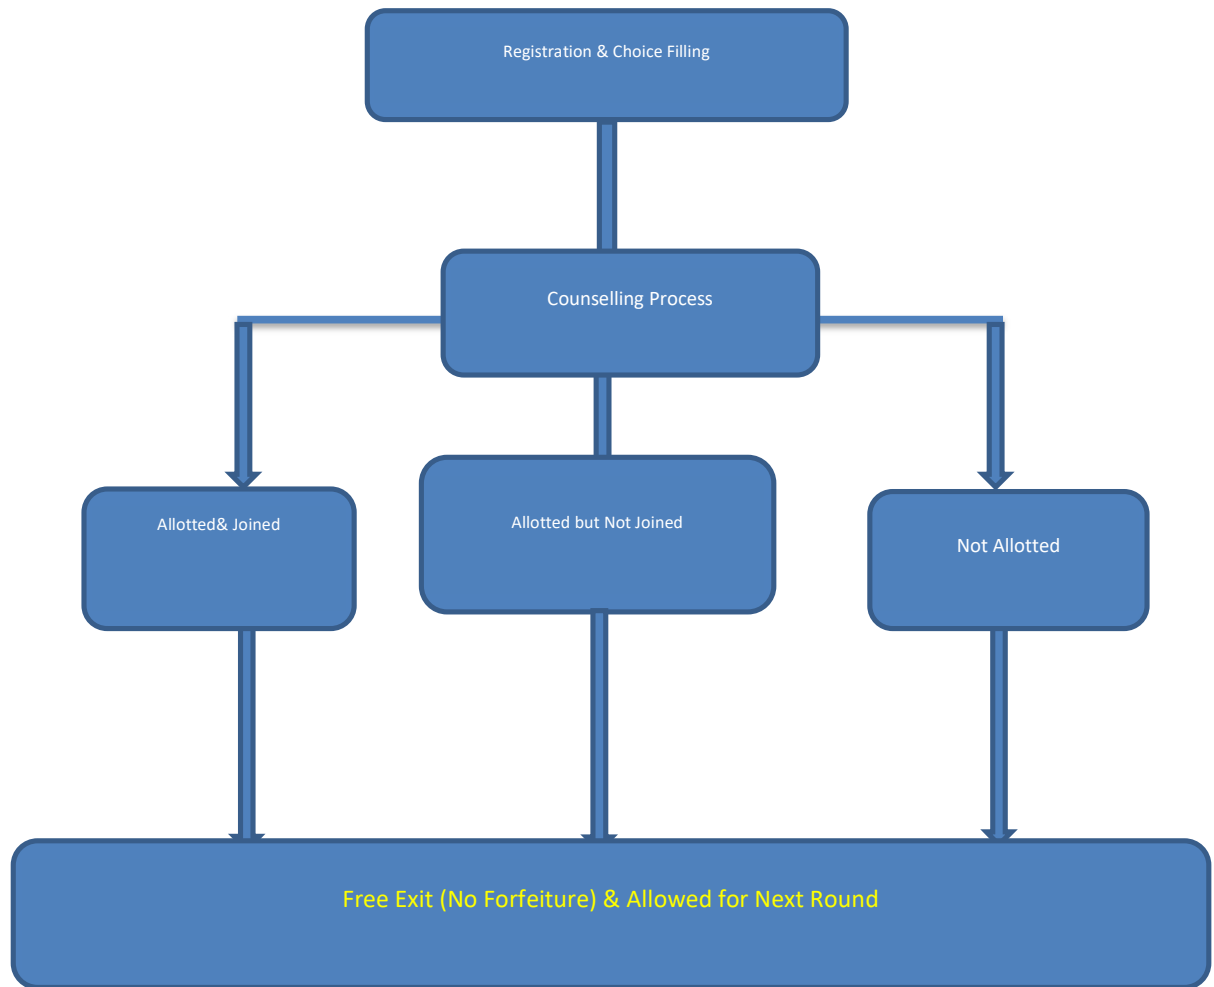 Registration & Choice Filling
Counselling Process
Allotted& Joined
Allotted but Not Joined
Not Allotted
Free Exit (No Forfeiture) & Allowed for Next Round